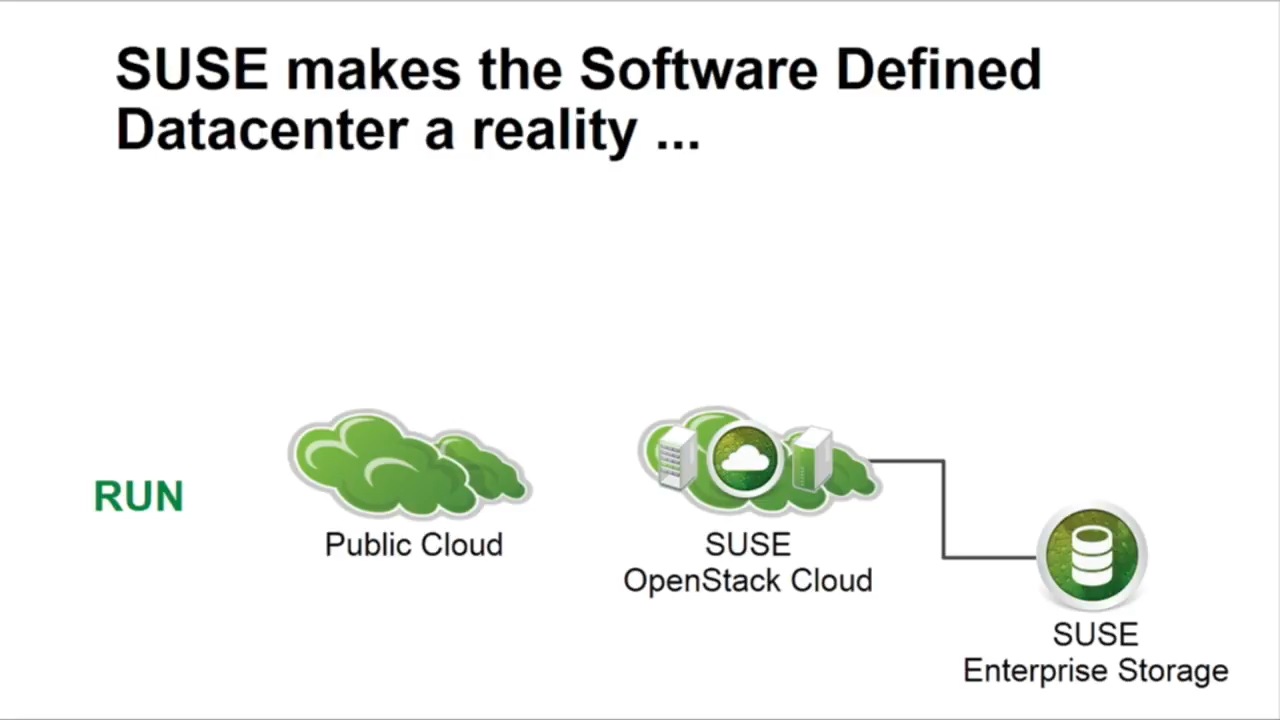 SUSE makes the Software Defined
Datacenter a reality ...
RUN
Public Cloud
SUSE
OpenStack Cloud
SUSE
Enterprise Storage